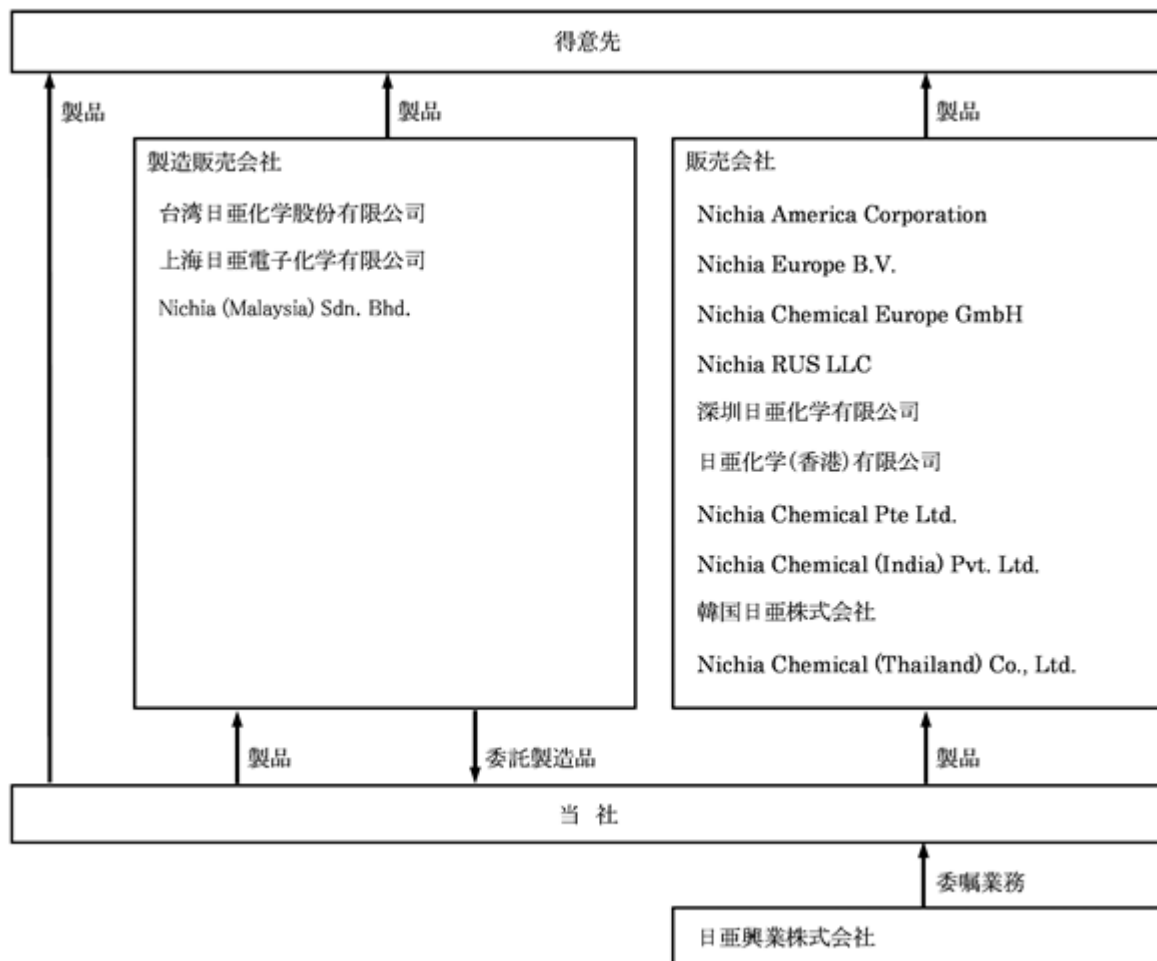 得意先
製品
製品
製品
製造販売会社
台湾日亜化学股份有限公司
上海日亜電子化学有限公司
Nichia (Malaysia) Sdn. Bhd.
販売会社
Nichia America Corporation
Nichia Europe B.V.
Nichia Chemical Europe GmbH
Nichia RUS LLC
深圳日亜化学有限公司
日亜化学(香港)有限公司
Nichia Chemical Pte Ltd.
Nichia Chemical (India) Pvt. Ltd.
韓国日亜株式会社
Nichia Chemical (Thailand) Co., Ltd.
製品
委託製造品
製品
当 社
委嘱業務
日亜興業株式会社